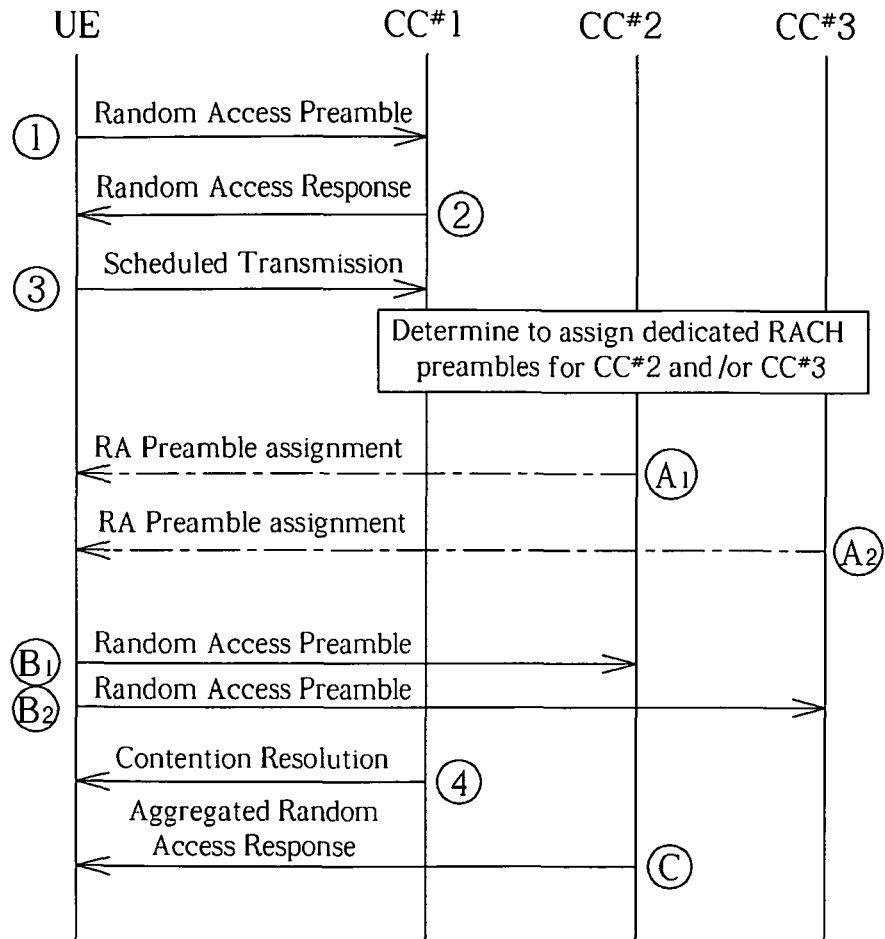 UE CC#1 CC#2 CC#3
Random Access Preamble
1
Random Access Response
2
Scheduled Transmission
3
Determine to assign dedicated RACH
preambles for CC#2 and/or CC#3
RA Preamble assignment
A1
RA Preamble assignment
A2
Random Access Preamble
B1
Random Access Preamble
B2
Contention Resolution
4
Aggregated Random
Access Response
C